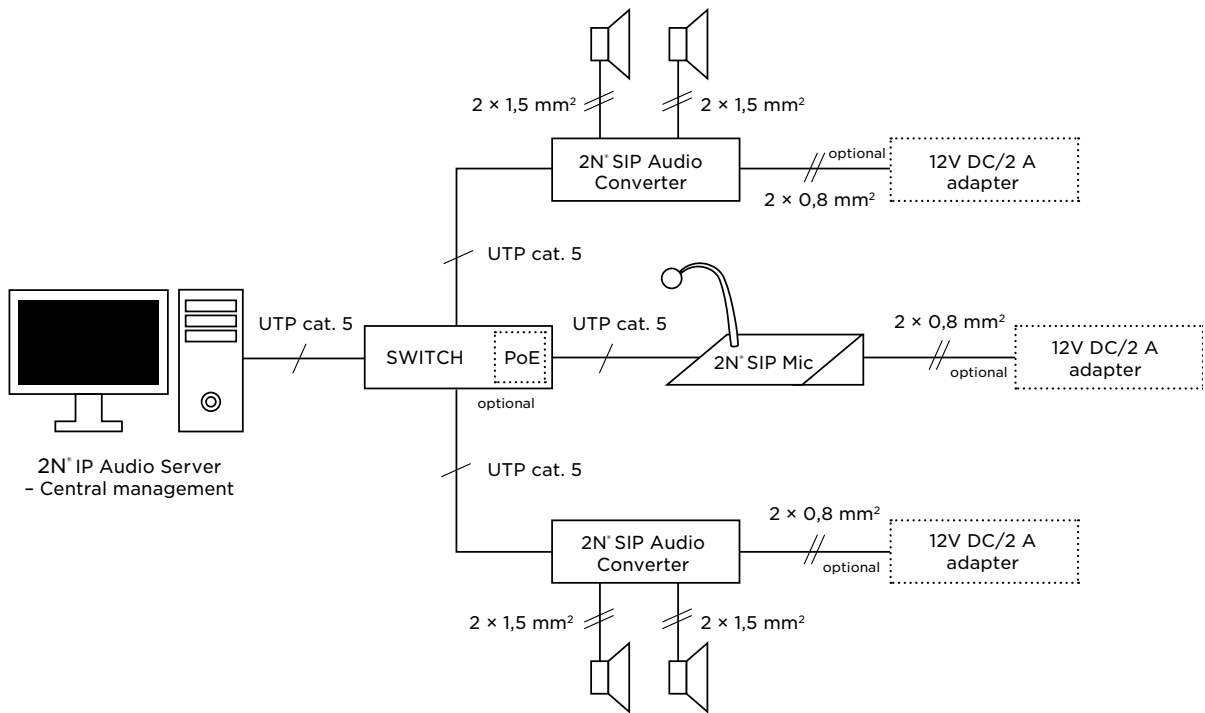 2 × 1,5 mm²
2 × 1,5 mm²
2N® SIP Audio
Converter
optional
2 × 0,8 mm²
12V DC/2 A
adapter
UTP cat. 5
UTP cat. 5
SWITCH
PoE
optional
UTP cat. 5
2N® SIP Mic
2 × 0,8 mm²
optional
12V DC/2 A
adapter
2N® IP Audio Server
– Central management
UTP cat. 5
2N® SIP Audio
Converter
2 × 0,8 mm²
optional
12V DC/2 A
adapter
2 × 1,5 mm²
2 × 1,5 mm²